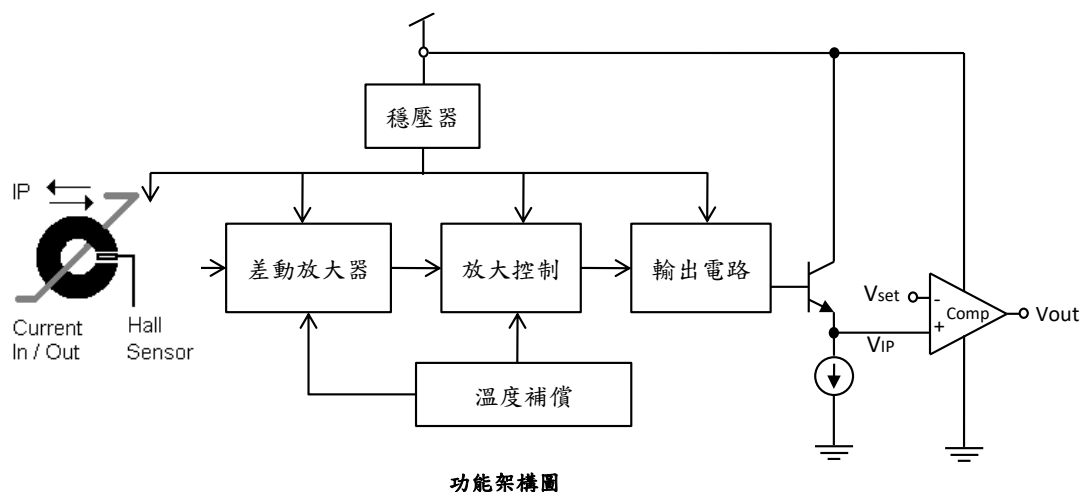 穩壓器
IP
差動放大器
放大控制
輸出電路
Vset
-
Comp
+
Vout
VIP
Current
In / Out
Hall
Sensor
溫度補償
功能架構圖